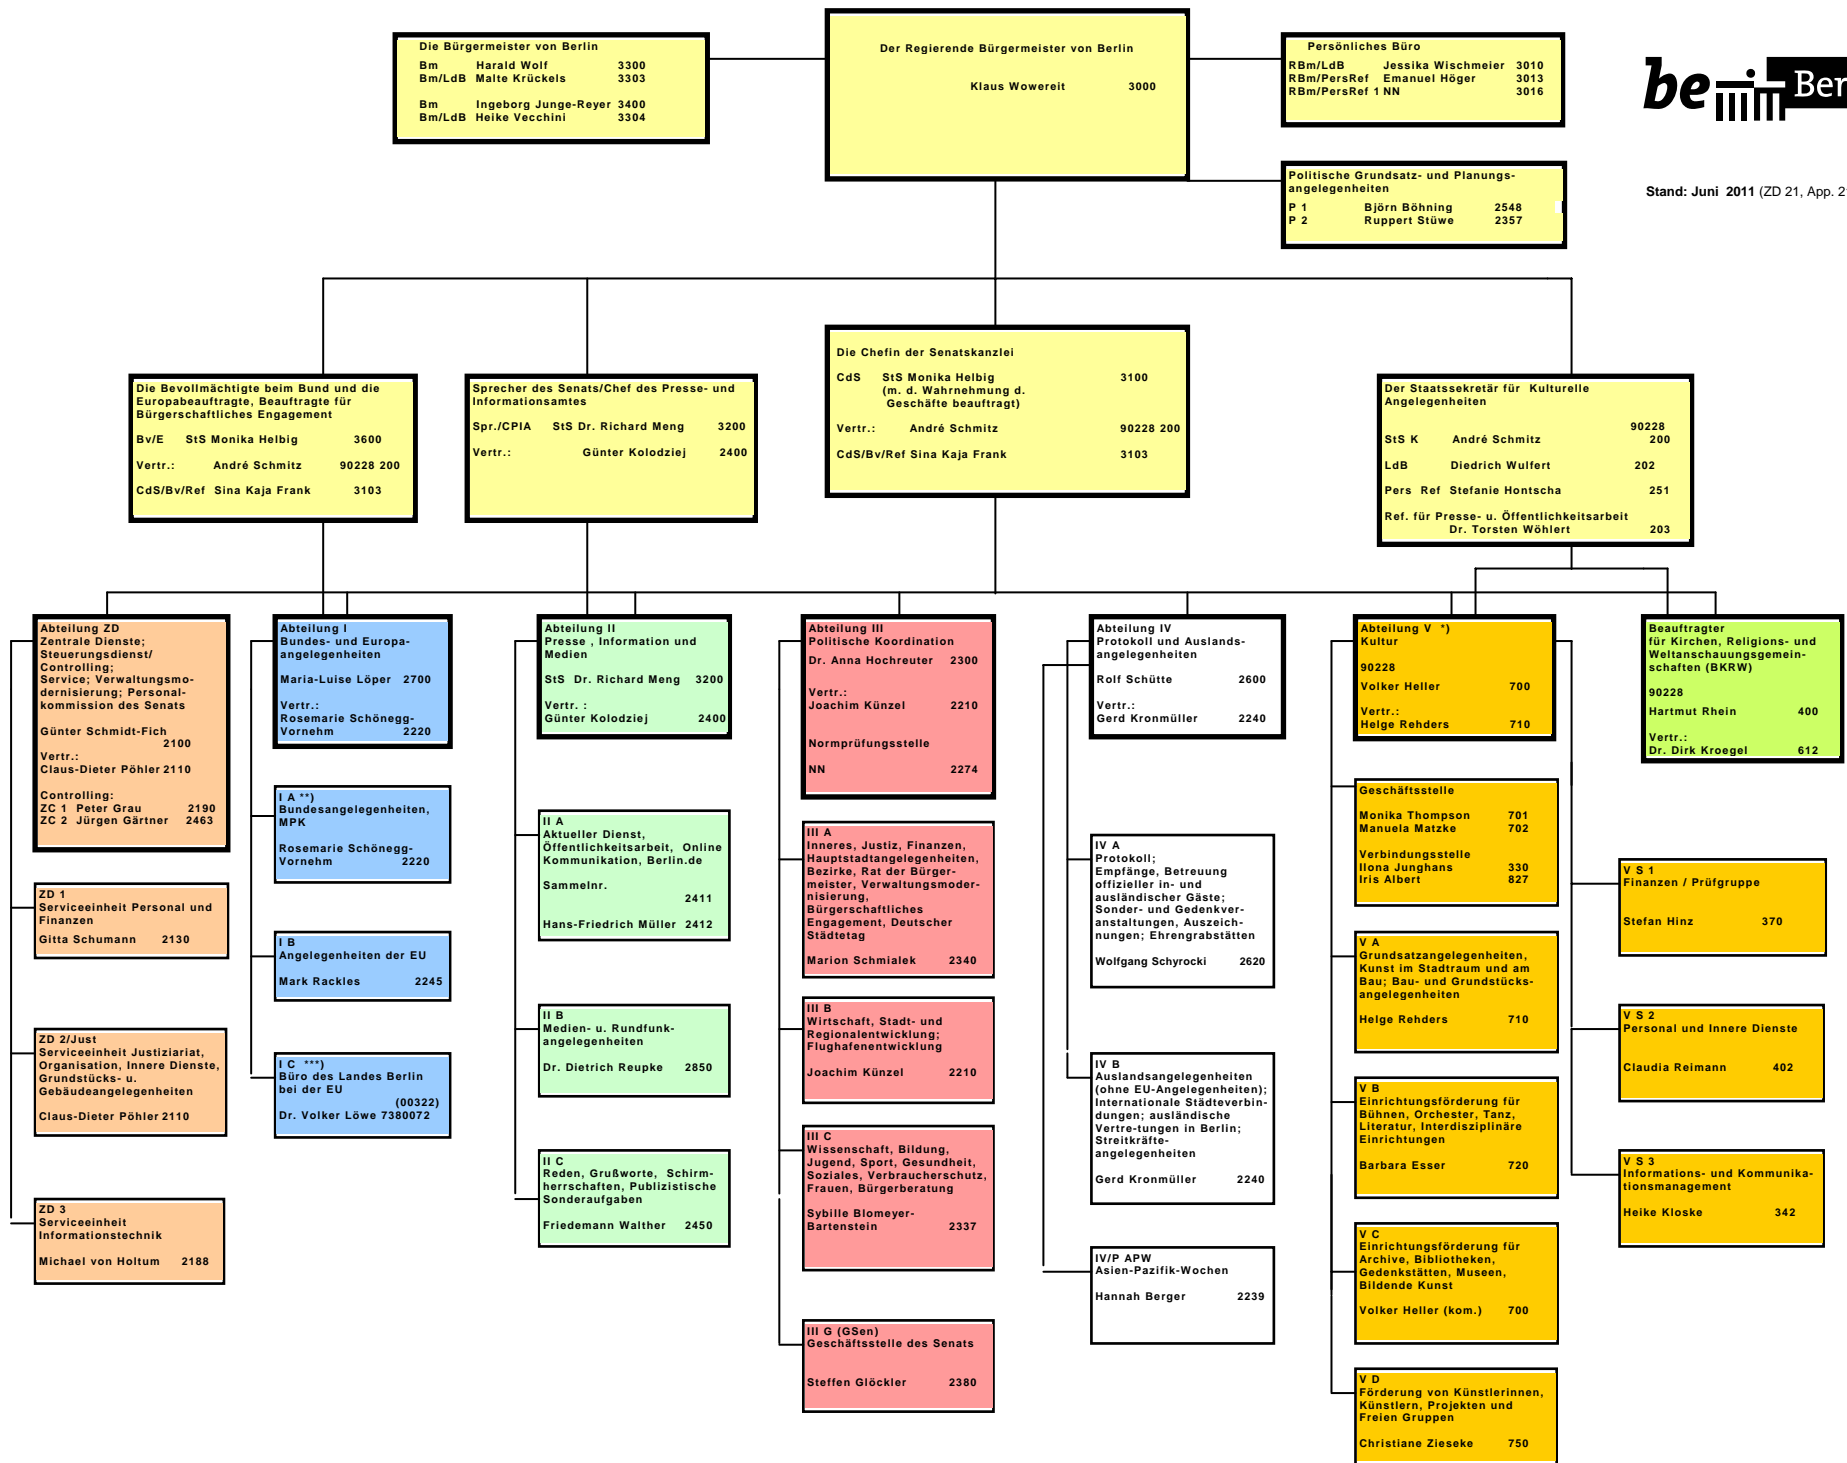 Die Bürgermeister von Berlin
Bm Harald Wolf 3300
Bm/LdB Malte Krückels 3303
Bm Ingeborg Junge-Reyer 3400
Bm/LdB Heike Vecchini 3304
Der Regierende Bürgermeister von Berlin
Klaus Wowereit 3000
Persönliches Büro
RBm/LdB Jessika Wischmeier 3010
RBm/PersRef Emanuel Höger 3013
RBm/PersRef 1 NN 3016
be Ber
Politische Grundsatz- und Planungs-
angelegenheiten
P 1 Björn Böhning 2548
P 2 Ruppert Stüwe 2357
Stand: Juni 2011 (ZD 21, App. 2
Die Bevollmächtigte beim Bund und die
Europabeauftragte, Beauftragte für
Bürgerschaftliches Engagement
Bv/E StS Monika Helbig 3600
Vertr.: André Schmitz 90228 200
CdS/Bv/Ref Sina Kaja Frank 3103
Sprecher des Senats/Chef des Presse- und
Informationsamtes
Spr./CPIA StS Dr. Richard Meng 3200
Vertr.: Günter Kolodziej 2400
Die Chefin der Senatskanzlei
CdS StS Monika Helbig 3100
(m. d. Wahrnehmung d.
Geschäfte beauftragt)
Vertr.: André Schmitz 90228 200
CdS/Bv/Ref Sina Kaja Frank 3103
Der Staatssekretär für Kulturelle
Angelegenheiten
90228
StS K André Schmitz 200
LdB Diedrich Wulfert 202
Pers Ref Stefanie Hontscha 251
Ref. für Presse- u. Öffentlichkeitsarbeit
Dr. Torsten Wöhlert 203
Abteilung ZD
Zentrale Dienste;
Steuerungsdienst/
Controlling;
Service; Verwaltungsmo-
dernisierung; Personal-
kommission des Senats
Günter Schmidt-Fich
2100
Vertr.:
Claus-Dieter Pöhler 2110
Controlling:
ZC 1 Peter Grau 2190
ZC 2 Jürgen Gärtner 2463
ZD 1
Serviceeinheit Personal und
Finanzen
Gitta Schumann 2130
ZD 2/Just
Serviceeinheit Justiziariat,
Organisation, Innere Dienste,
Grundstücks- u.
Gebäudeangelegenheiten
Claus-Dieter Pöhler 2110
ZD 3
Serviceeinheit
Informationstechnik
Michael von Holtum 2188
Abteilung I
Bundes- und Europa-
angelegenheiten
Maria-Luise Löper 2700
Vertr.:
Rosemarie Schönegg-
Vornehm 2220
I A **)
Bundesangelegenheiten,
MPK
Rosemarie Schönegg-
Vornehm 2220
I B
Angelegenheiten der EU
Mark Rackles 2245
I C ***)
Büro des Landes Berlin
bei der EU
(00322)
Dr. Volker Löwe 7380072
Abteilung II
Presse , Information und
Medien
StS Dr. Richard Meng 3200
Vertr. :
Günter Kolodziej 2400
II A
Aktueller Dienst,
Öffentlichkeitsarbeit, Online
Kommunikation, Berlin.de
Sammelnr.
2411
Hans-Friedrich Müller 2412
II B
Medien- u. Rundfunk-
angelegenheiten
Dr. Dietrich Reupke 2850
II C
Reden, Grußworte, Schirm-
herrschaften, Publizistische
Sonderaufgaben
Friedemann Walther 2450
Abteilung III
Politische Koordination
Dr. Anna Hochreuter 2300
Vertr.:
Joachim Künzel 2210
Normprüfungsstelle
NN 2274
III A
Inneres, Justiz, Finanzen,
Hauptstadtangelegenheiten,
Bezirke, Rat der Bürger-
meister, Verwaltungsmoder-
nisierung,
Bürgerschaftliches
Engagement, Deutscher
Städtetag
Marion Schmialek 2340
III B
Wirtschaft, Stadt- und
Regionalentwicklung;
Flughafenentwicklung
Joachim Künzel 2210
III C
Wissenschaft, Bildung,
Jugend, Sport, Gesundheit,
Soziales, Verbraucherschutz,
Frauen, Bürgerberatung
Sybille Blomeyer-
Bartenstein 2337
III G (GSen)
Geschäftsstelle des Senats
Steffen Glöckler 2380
Abteilung IV
Protokoll und Auslands-
angelegenheiten
Rolf Schütte 2600
Vertr.:
Gerd Kronmüller 2240
IV A
Protokoll;
Empfänge, Betreuung
offizieller in- und
ausländischer Gäste;
Sonder- und Gedenkver-
anstaltungen, Auszeich-
nungen; Ehrengrabstätten
Wolfgang Schyrocki 2620
IV B
Auslandsangelegenheiten
(ohne EU-Angelegenheiten);
Internationale Städteverbin-
dungen; ausländische
Vertre-tungen in Berlin;
Streitkräfte-
angelegenheiten
Gerd Kronmüller 2240
IV/P APW
Asien-Pazifik-Wochen
Hannah Berger 2239
Abteilung V *)
Kultur
90228
Volker Heller 700
Vertr.:
Helge Rehders 710
Geschäftsstelle
Monika Thompson 701
Manuela Matzke 702
Verbindungsstelle
Ilona Junghans 330
Iris Albert 827
V A
Grundsatzangelegenheiten,
Kunst im Stadtraum und am
Bau; Bau- und Grundstücks-
angelegenheiten
Helge Rehders 710
V B
Einrichtungsförderung für
Bühnen, Orchester, Tanz,
Literatur, Interdisziplinäre
Einrichtungen
Barbara Esser 720
V C
Einrichtungsförderung für
Archive, Bibliotheken,
Gedenkstätten, Museen,
Bildende Kunst
Volker Heller (kom.) 700
V D
Förderung von Künstlerinnen,
Künstlern, Projekten und
Freien Gruppen
Christiane Zieseke 750
Beauftragter
für Kirchen, Religions- und
Weltanschauungsgemein-
schaften (BKRW)
90228
Hartmut Rhein 400
Vertr.:
Dr. Dirk Kroegel 612
V S 1
Finanzen / Prüfgruppe
Stefan Hinz 370
V S 2
Personal und Innere Dienste
Claudia Reimann 402
V S 3
Informations- und Kommunika-
tionsmanagement
Heike Kloske 342